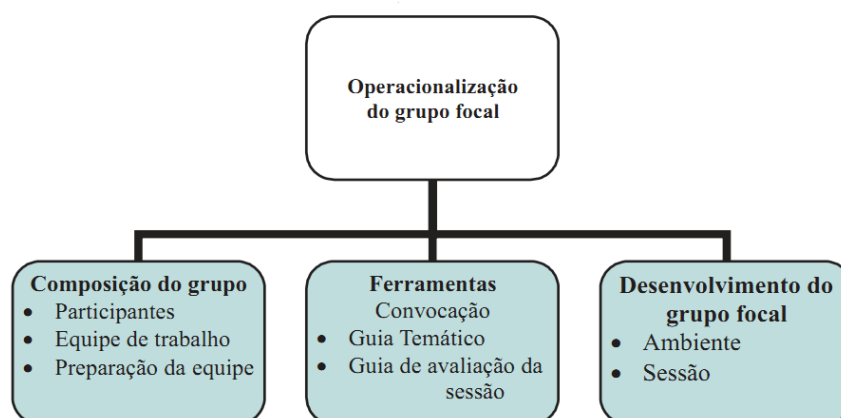 Operacionalização
do grupo focal
Composição do grupo
• Participantes
• Equipe de trabalho
• Preparação da equipe
Ferramentas
Convocação
• Guia Temático
• Guia de avaliação da
sessão
Desenvolvimento do
grupo focal
• Ambiente
• Sessão